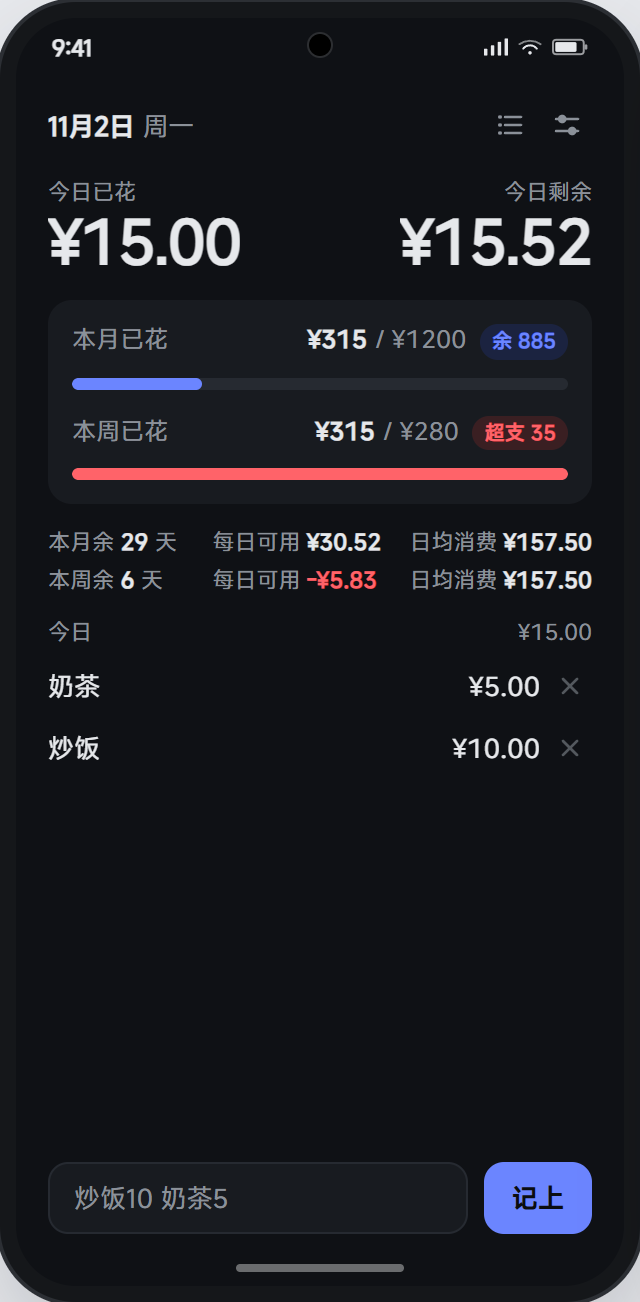 9:41
11月2日 周一
今日已花 今日剩余
¥15.00 ¥15.52
本月已花 ¥315 / ¥1200 余 885
本周已花 ¥315 / ¥280 超支 35
本月余 29 天 每日可用 ¥30.52 日均消费 ¥157.50
本周余 6 天 每日可用 -¥5.83 日均消费 ¥157.50
今日 ¥15.00
奶茶 ¥5.00 ×
炒饭 ¥10.00 ×
炒饭10 奶茶5 记上